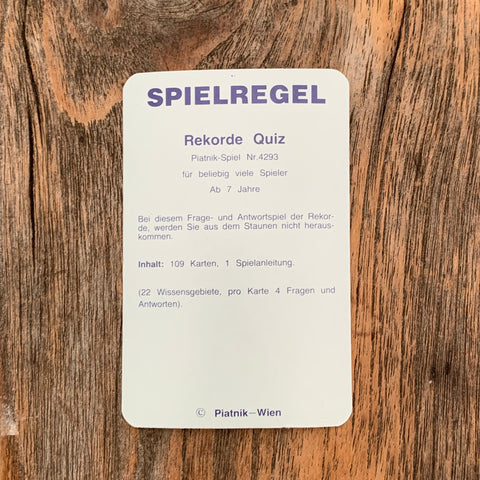 SPIELREGEL
Rekorde Quiz
Piatnik-Spiel Nr.4293
für beliebig viele Spieler
Ab 7 Jahre
Bei diesem Frage- und Antwortspiel der Rekor-
de, werden Sie aus dem Staunen nicht heraus-
kommen.
Inhalt: 109 Karten, 1 Spielanleitung.
(22 Wissensgebiete, pro Karte 4 Fragen und
Antworten).
© Piatnik—Wien